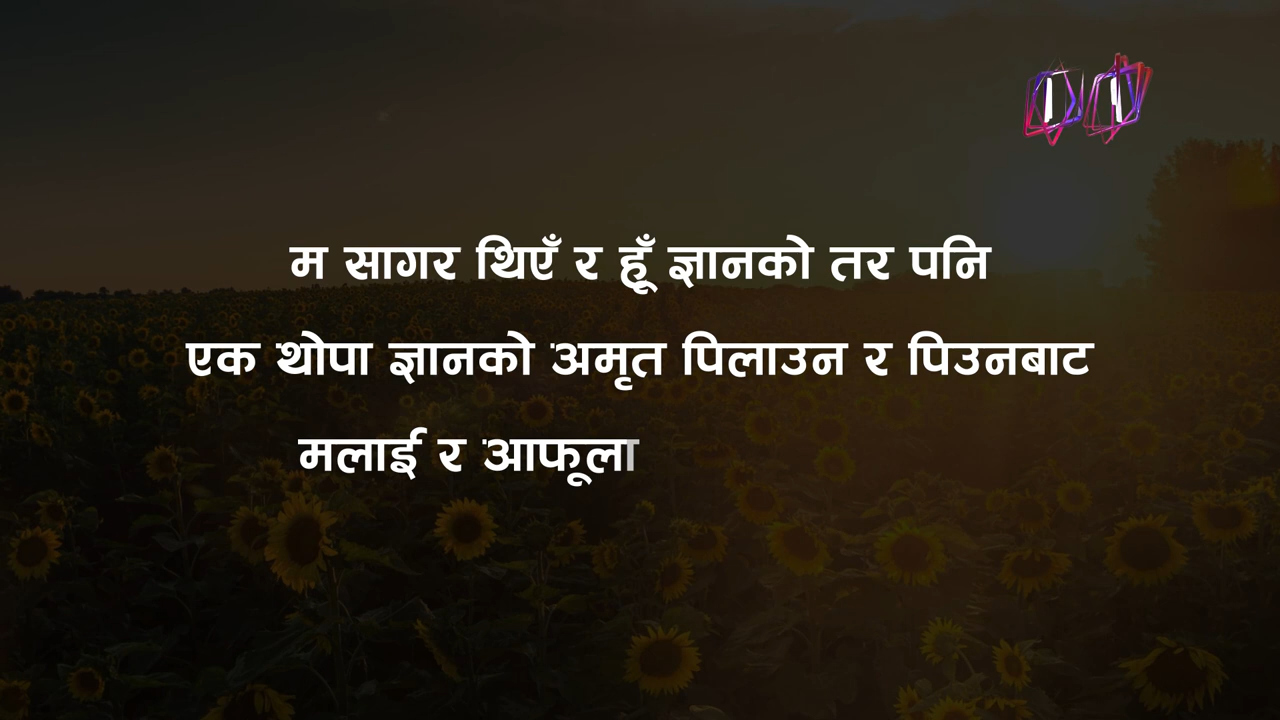 म सागर थिएँ र हूँ ज्ञानको तर पनि
एक थोपा ज्ञानको अमृत पिलाउन र पिउनबाट
मलाई र आफूला